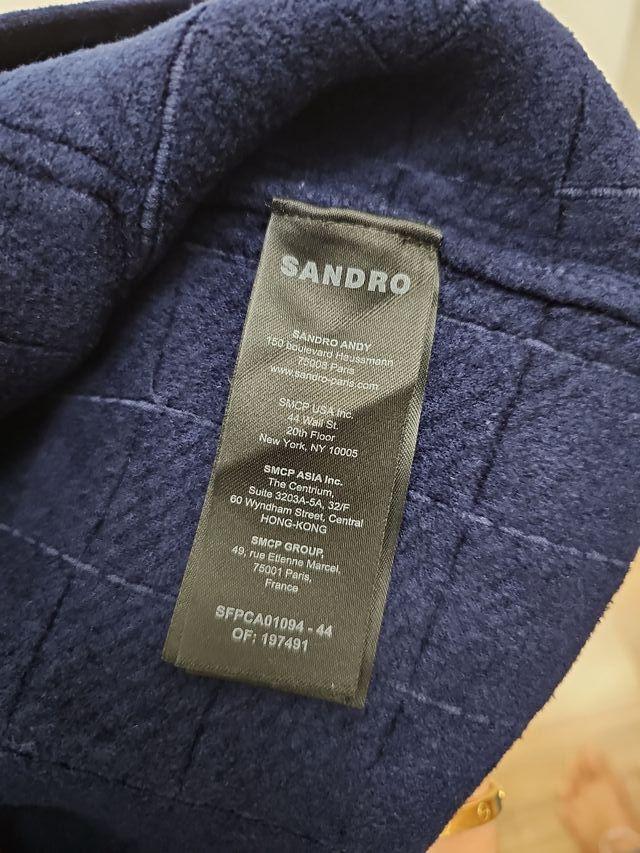 SANDRO
SANDRO ANDY
150 boulevard Haussmann
75008 Paris
www.sandro-paris.com
SMCP USA Inc.
44 Wall St.
20th Floor
New York, NY 10005
SMCP ASIA Inc.
The Centrium,
Suite 3203A-5A, 32/F
60 Wyndham Street, Central
HONG-KONG
SMCP GROUP,
49, rue Etienne Marcel,
75001 Paris,
France
SFPCA01094 - 44
OF: 197491